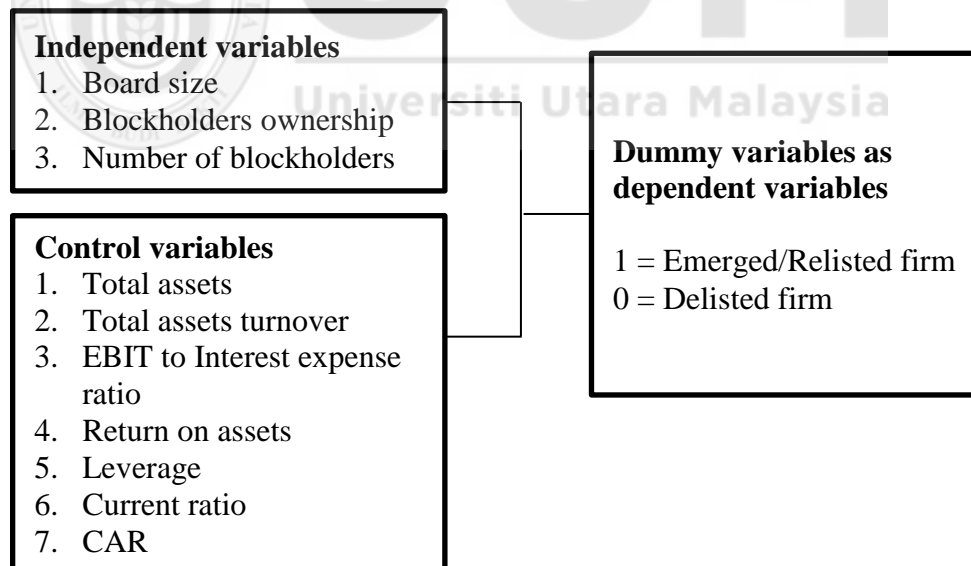 Universiti Utara Malaysia
Independent variables
1. Board size
2. Blockholders ownership
3. Number of blockholders
Control variables
1. Total assets
2. Total assets turnover
3. EBIT to Interest expense
ratio
4. Return on assets
5. Leverage
6. Current ratio
7. CAR
Dummy variables as
dependent variables
1 = Emerged/Relisted firm
0 = Delisted firm